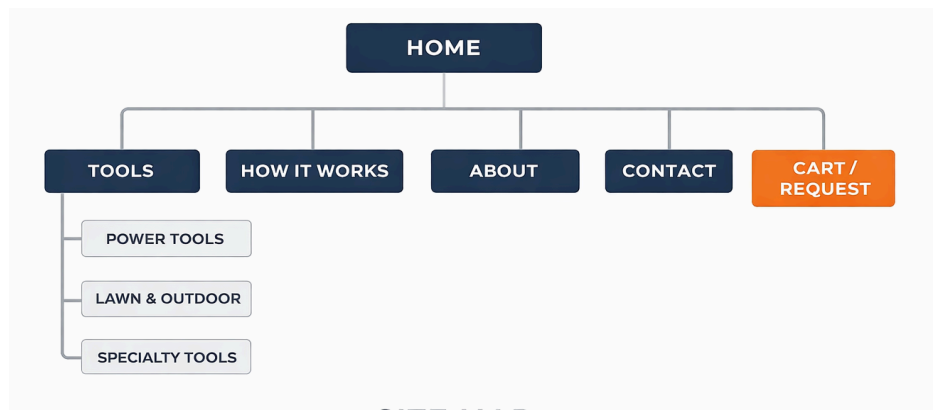 HOME
TOOLS
HOW IT WORKS
ABOUT
CONTACT
CART /
REQUEST
POWER TOOLS
LAWN & OUTDOOR
SPECIALTY TOOLS